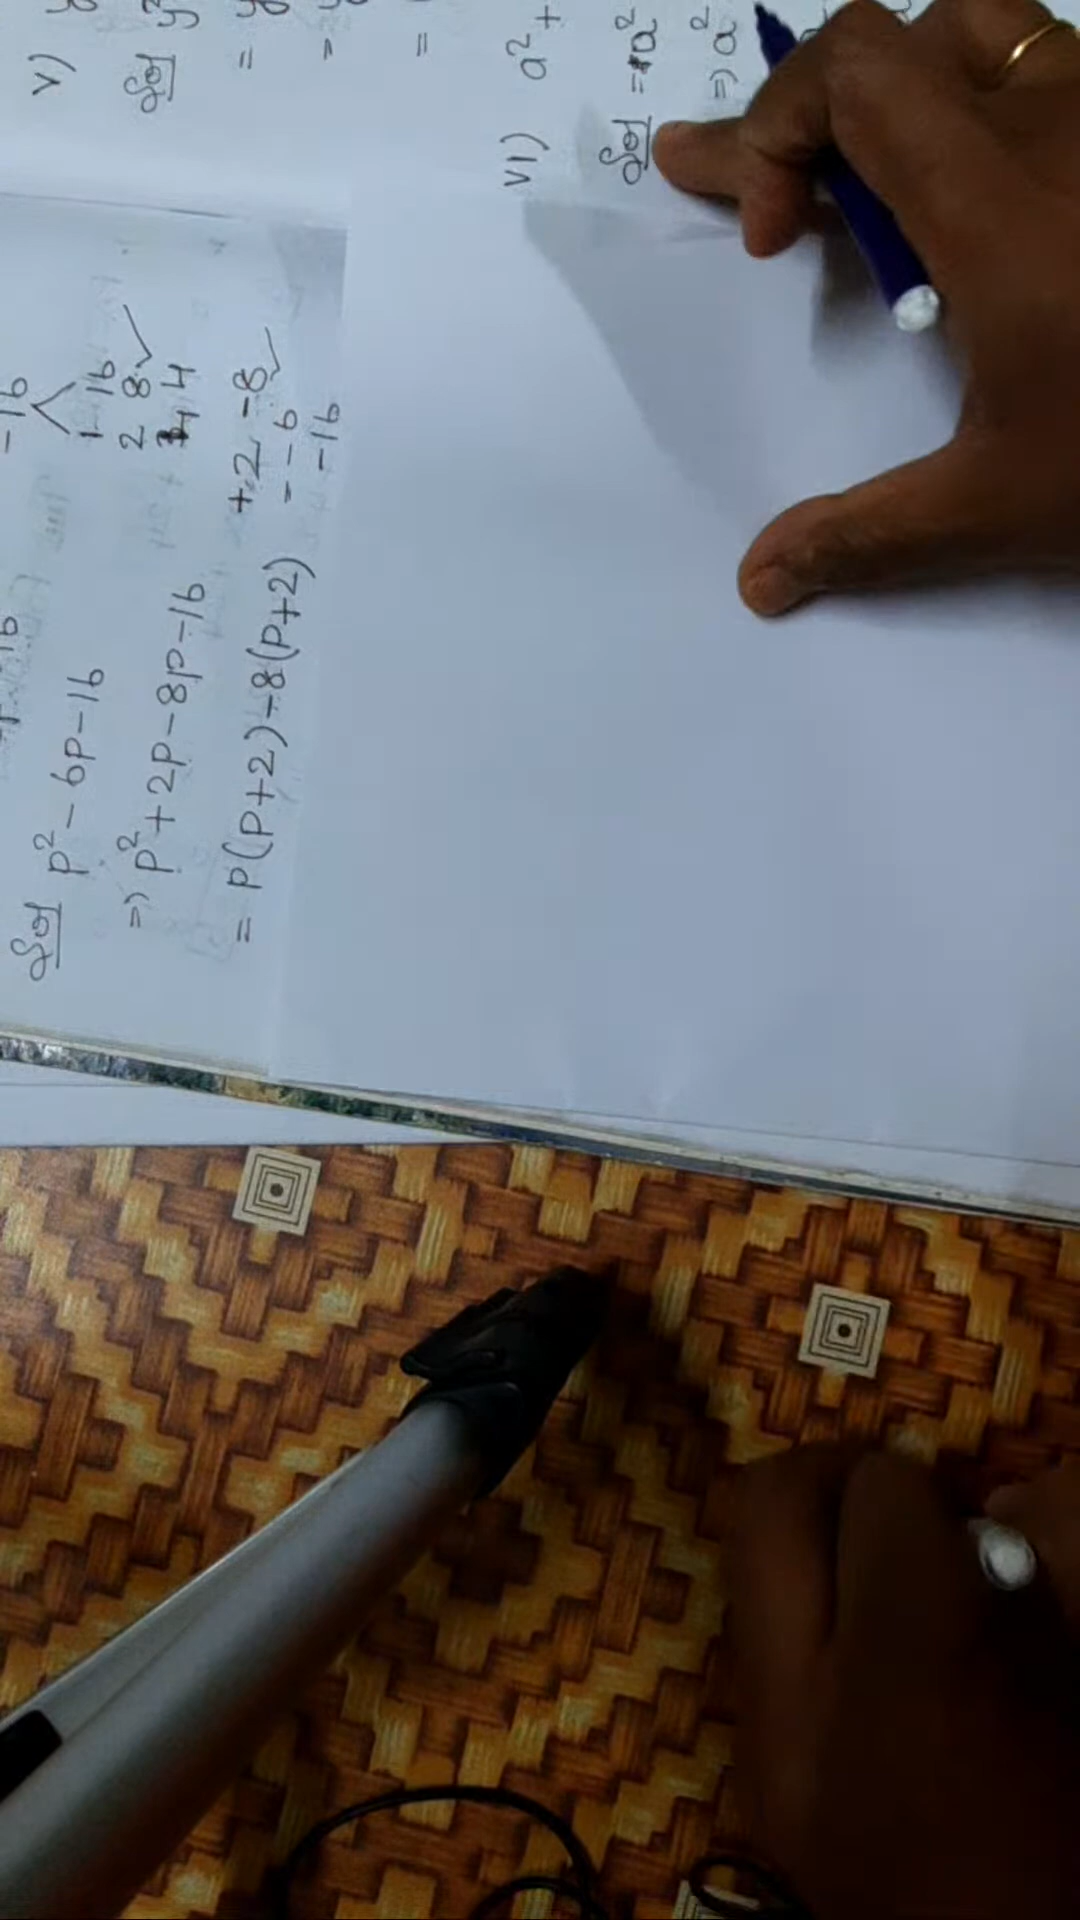 -16
1 16
2 8 ✓
4 4
Sol p² - 6p - 16
=> p² + 2p - 8p - 16
= p(p+2) - 8(p+2)
+2 -8 ✓
= -6
-16
v) y
Sol y²
= y
=
=
vi) a² +
Sol = a²
=> a²